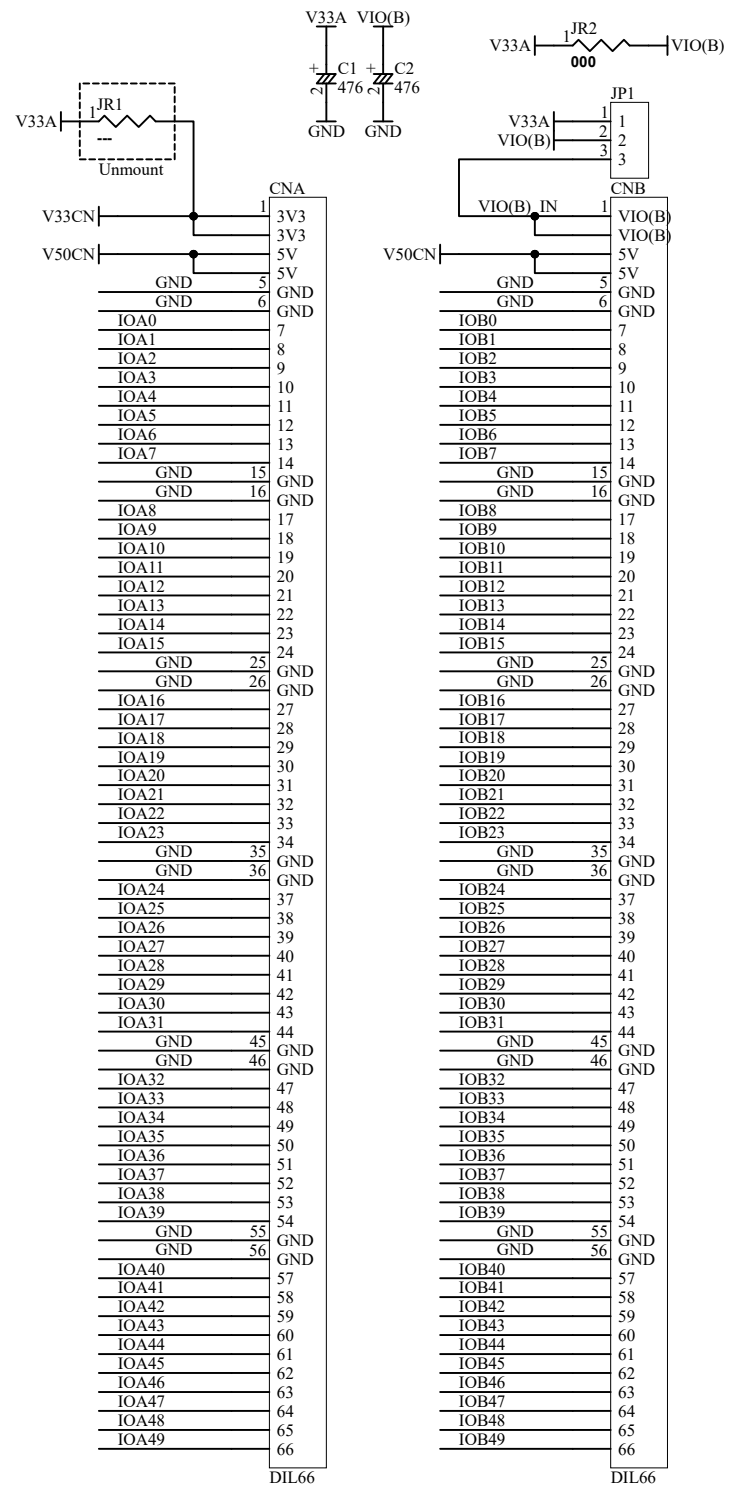 V33A VIO(B)
+ C1 + C2
2 476 2 476
GND GND
JR2
V33A 1 VIO(B)
000
JR1
V33A 1
---
Unmount
JP1
V33A 1 1
VIO(B) 2 2
3 3
CNA
V33CN 1 3V3
3V3
V50CN 5V
5V
GND 5 GND
GND 6 GND
IOA0 7
IOA1 8
IOA2 9
IOA3 10
IOA4 11
IOA5 12
IOA6 13
IOA7 14
GND 15 GND
GND 16 GND
IOA8 17
IOA9 18
IOA10 19
IOA11 20
IOA12 21
IOA13 22
IOA14 23
IOA15 24
GND 25 GND
GND 26 GND
IOA16 27
IOA17 28
IOA18 29
IOA19 30
IOA20 31
IOA21 32
IOA22 33
IOA23 34
GND 35 GND
GND 36 GND
IOA24 37
IOA25 38
IOA26 39
IOA27 40
IOA28 41
IOA29 42
IOA30 43
IOA31 44
GND 45 GND
GND 46 GND
IOA32 47
IOA33 48
IOA34 49
IOA35 50
IOA36 51
IOA37 52
IOA38 53
IOA39 54
GND 55 GND
GND 56 GND
IOA40 57
IOA41 58
IOA42 59
IOA43 60
IOA44 61
IOA45 62
IOA46 63
IOA47 64
IOA48 65
IOA49 66
DIL66
CNB
VIO(B)_IN 1 VIO(B)
VIO(B)
V50CN 5V
5V
GND 5 GND
GND 6 GND
IOB0 7
IOB1 8
IOB2 9
IOB3 10
IOB4 11
IOB5 12
IOB6 13
IOB7 14
GND 15 GND
GND 16 GND
IOB8 17
IOB9 18
IOB10 19
IOB11 20
IOB12 21
IOB13 22
IOB14 23
IOB15 24
GND 25 GND
GND 26 GND
IOB16 27
IOB17 28
IOB18 29
IOB19 30
IOB20 31
IOB21 32
IOB22 33
IOB23 34
GND 35 GND
GND 36 GND
IOB24 37
IOB25 38
IOB26 39
IOB27 40
IOB28 41
IOB29 42
IOB30 43
IOB31 44
GND 45 GND
GND 46 GND
IOB32 47
IOB33 48
IOB34 49
IOB35 50
IOB36 51
IOB37 52
IOB38 53
IOB39 54
GND 55 GND
GND 56 GND
IOB40 57
IOB41 58
IOB42 59
IOB43 60
IOB44 61
IOB45 62
IOB46 63
IOB47 64
IOB48 65
IOB49 66
DIL66